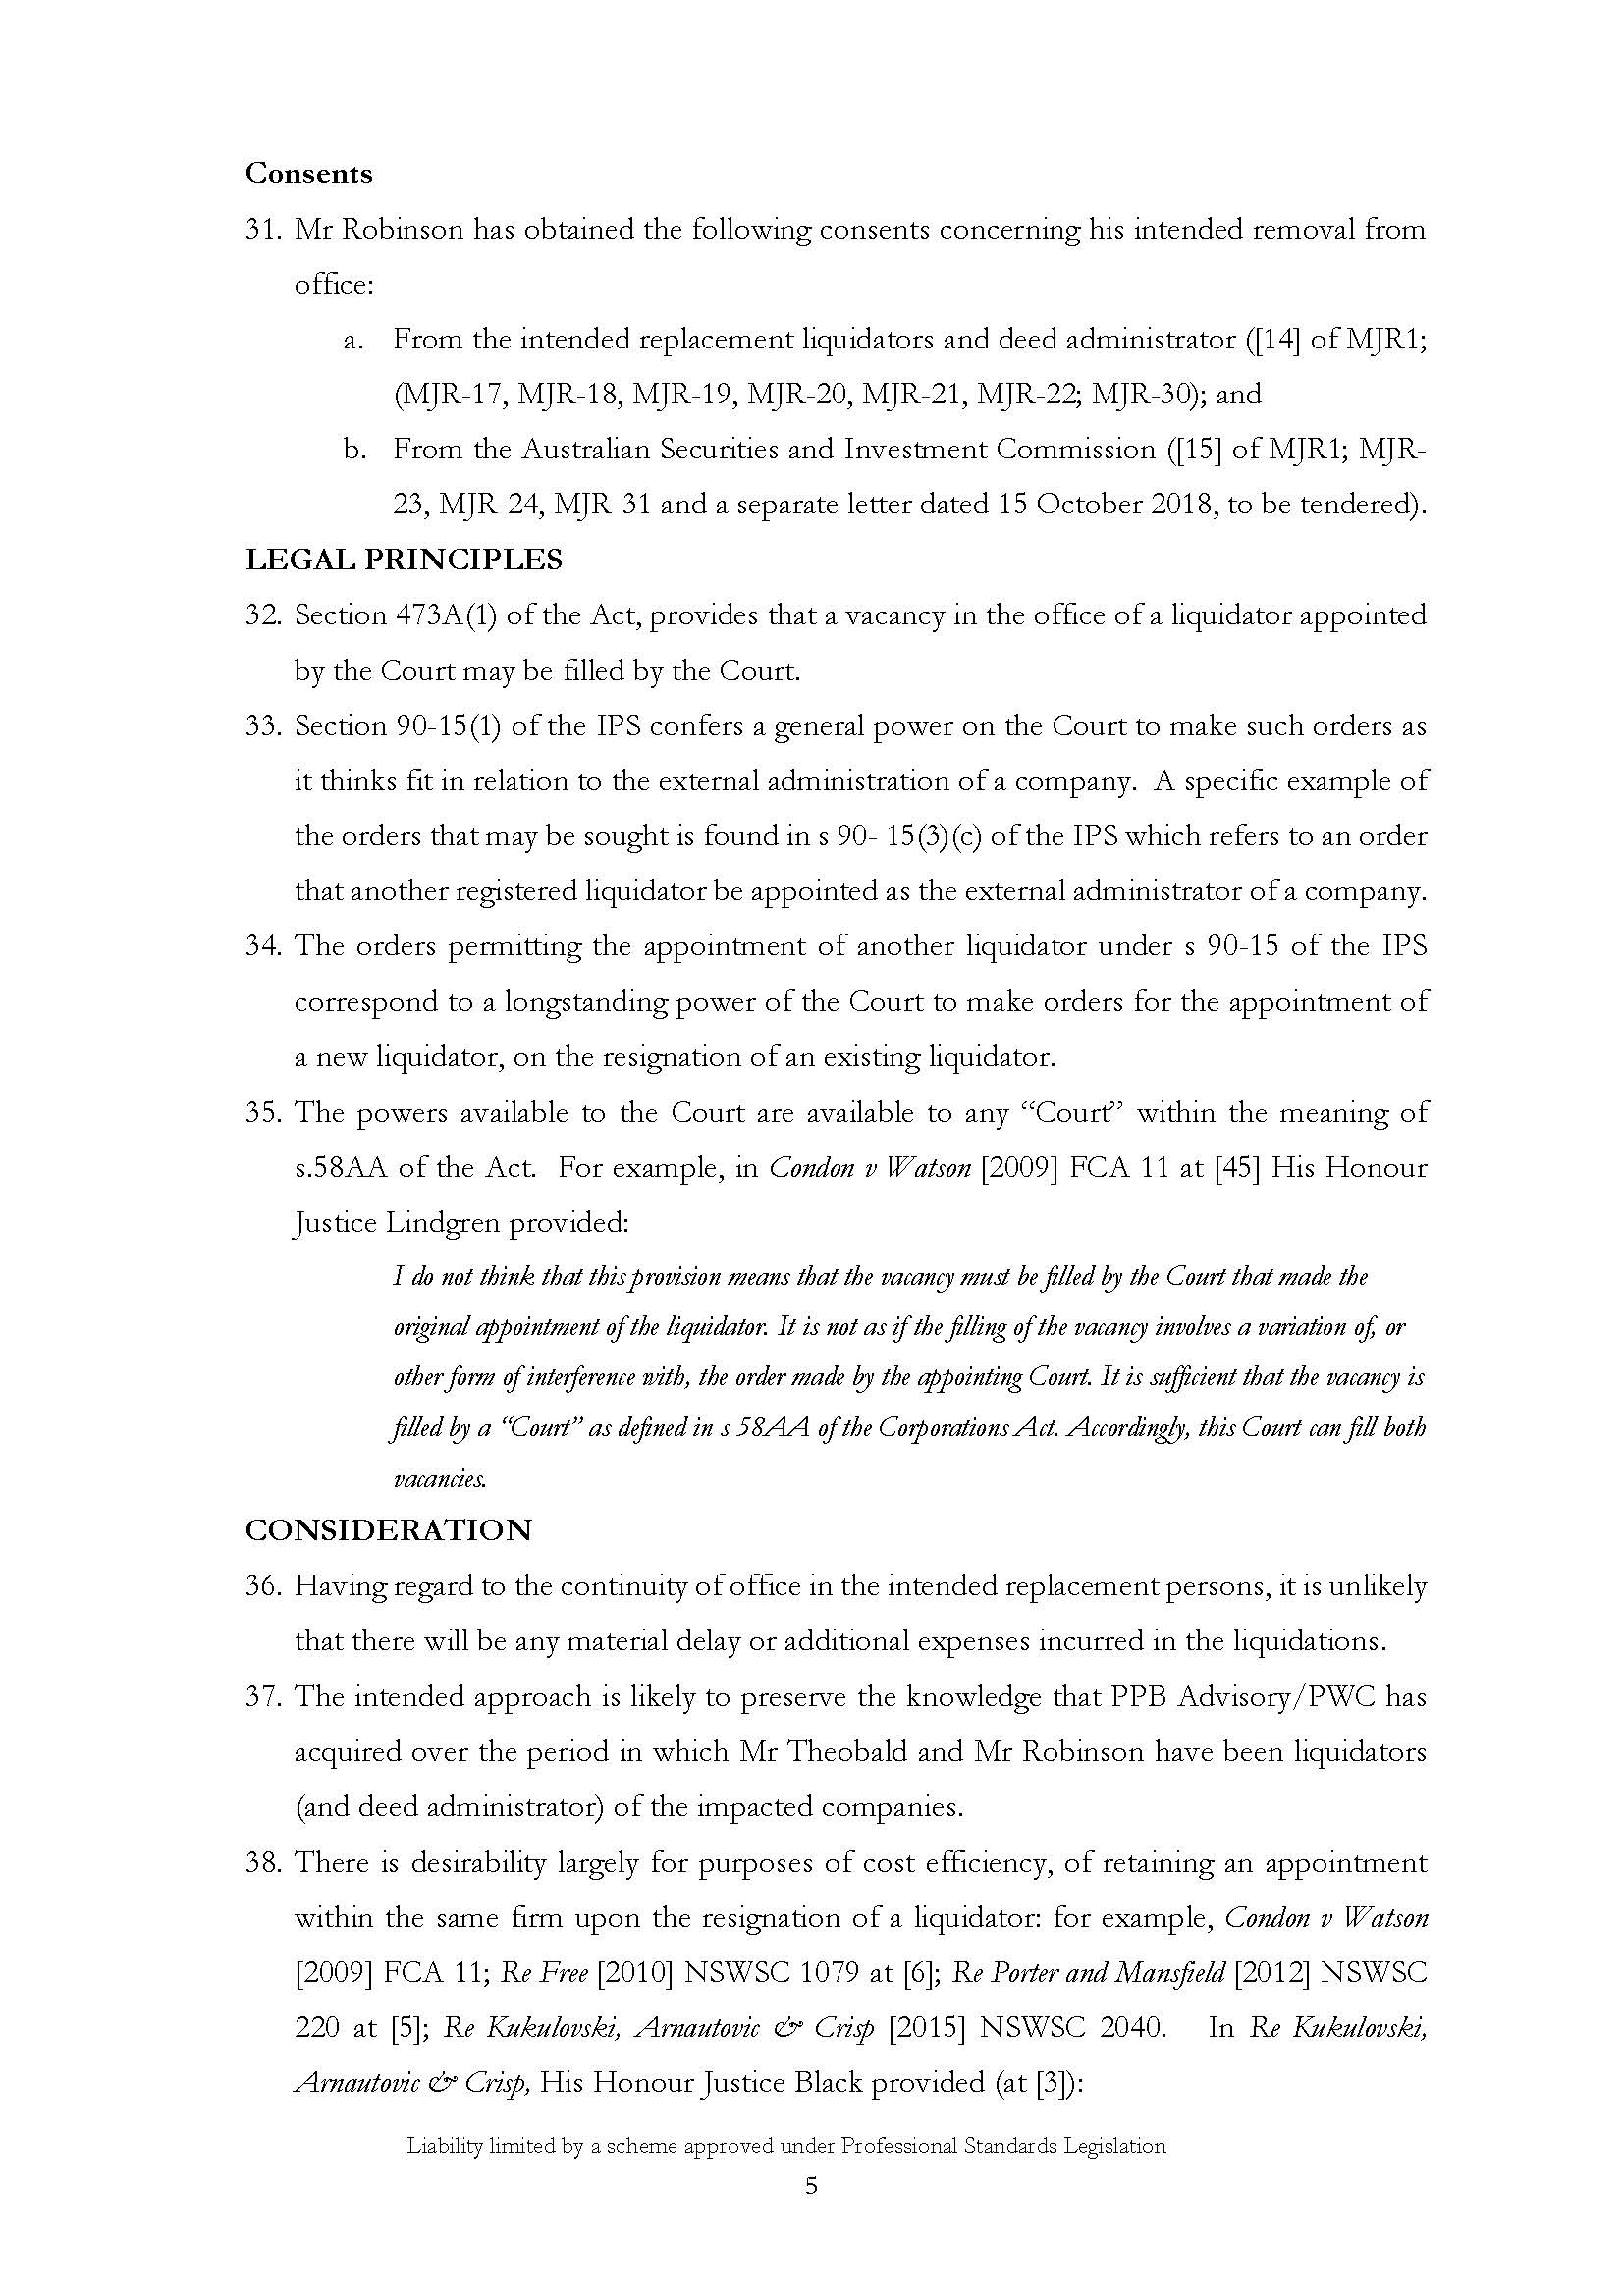 Consents
31. Mr Robinson has obtained the following consents concerning his intended removal from
office:
a. From the intended replacement liquidators and deed administrator ([14] of MJR1;
(MJR-17, MJR-18, MJR-19, MJR-20, MJR-21, MJR-22; MJR-30); and
b. From the Australian Securities and Investment Commission ([15] of MJR1; MJR-
23, MJR-24, MJR-31 and a separate letter dated 15 October 2018, to be tendered).
LEGAL PRINCIPLES
32. Section 473A(1) of the Act, provides that a vacancy in the office of a liquidator appointed
by the Court may be filled by the Court.
33. Section 90-15(1) of the IPS confers a general power on the Court to make such orders as
it thinks fit in relation to the external administration of a company. A specific example of
the orders that may be sought is found in s 90- 15(3)(c) of the IPS which refers to an order
that another registered liquidator be appointed as the external administrator of a company.
34. The orders permitting the appointment of another liquidator under s 90-15 of the IPS
correspond to a longstanding power of the Court to make orders for the appointment of
a new liquidator, on the resignation of an existing liquidator.
35. The powers available to the Court are available to any “Court” within the meaning of
s.58AA of the Act. For example, in Condon v Watson [2009] FCA 11 at [45] His Honour
Justice Lindgren provided:
I do not think that this provision means that the vacancy must be filled by the Court that made the
original appointment of the liquidator. It is not as if the filling of the vacancy involves a variation of, or
other form of interference with, the order made by the appointing Court. It is sufficient that the vacancy is
filled by a “Court” as defined in s 58AA of the Corporations Act. Accordingly, this Court can fill both
vacancies.
CONSIDERATION
36. Having regard to the continuity of office in the intended replacement persons, it is unlikely
that there will be any material delay or additional expenses incurred in the liquidations.
37. The intended approach is likely to preserve the knowledge that PPB Advisory/PWC has
acquired over the period in which Mr Theobald and Mr Robinson have been liquidators
(and deed administrator) of the impacted companies.
38. There is desirability largely for purposes of cost efficiency, of retaining an appointment
within the same firm upon the resignation of a liquidator: for example, Condon v Watson
[2009] FCA 11; Re Free [2010] NSWSC 1079 at [6]; Re Porter and Mansfield [2012] NSWSC
220 at [5]; Re Kukulovski, Arnautovic & Crisp [2015] NSWSC 2040. In Re Kukulovski,
Arnautovic & Crisp, His Honour Justice Black provided (at [3]):
Liability limited by a scheme approved under Professional Standards Legislation
5